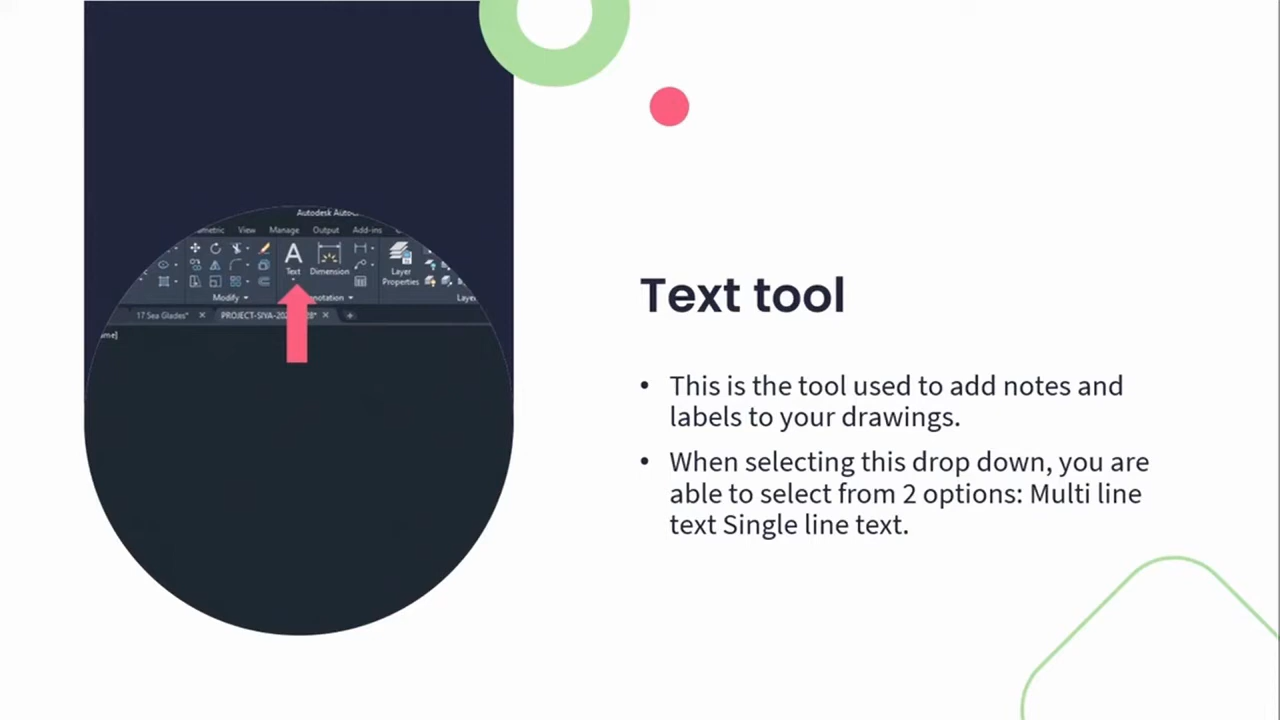 Autodesk Auto
View Manage Output Add-ins
Text Dimension Layer Properties
Modify
17 Sea Glades*
Text tool
• This is the tool used to add notes and
labels to your drawings.
• When selecting this drop down, you are
able to select from 2 options: Multi line
text Single line text.